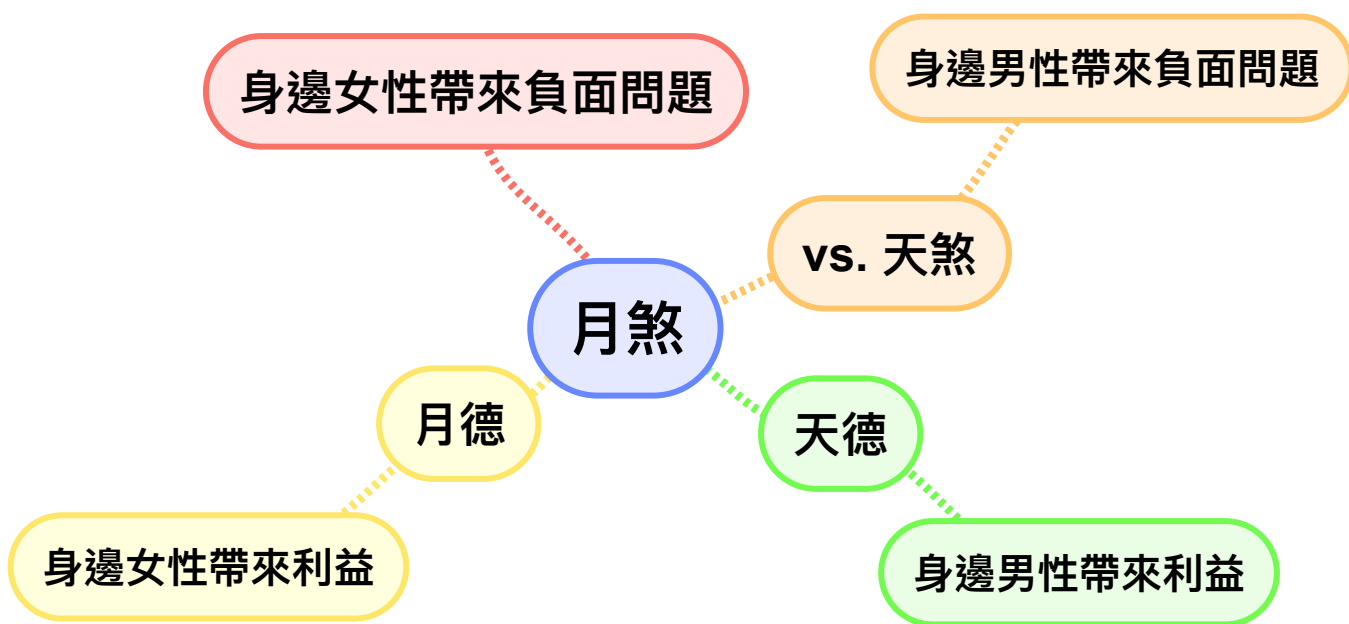 身邊女性帶來負面問題
身邊男性帶來負面問題
vs. 天煞
月煞
月德
天德
身邊女性帶來利益
身邊男性帶來利益